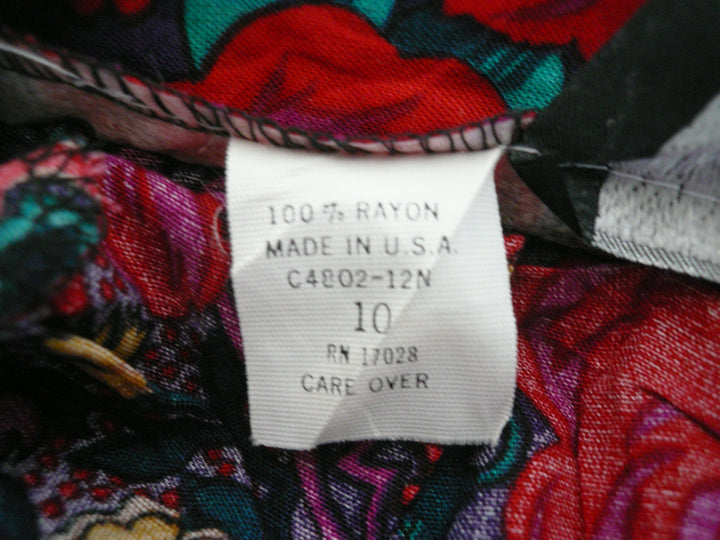 100% RAYON
MADE IN U.S.A.
C4802-12N
10
RN 17028
CARE OVER